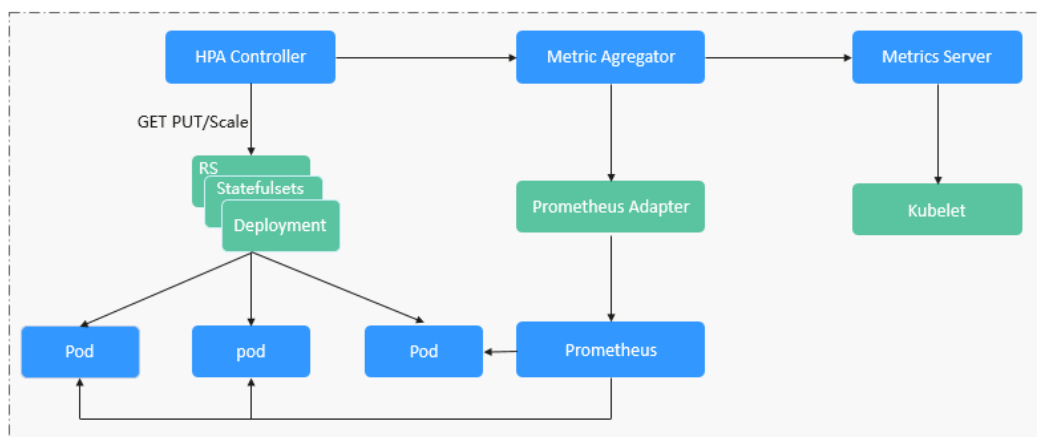 HPA Controller
Metric Agregator
Metrics Server
GET PUT/Scale
RS
Statefulsets
Deployment
Prometheus Adapter
Kubelet
Pod
pod
Pod
Prometheus